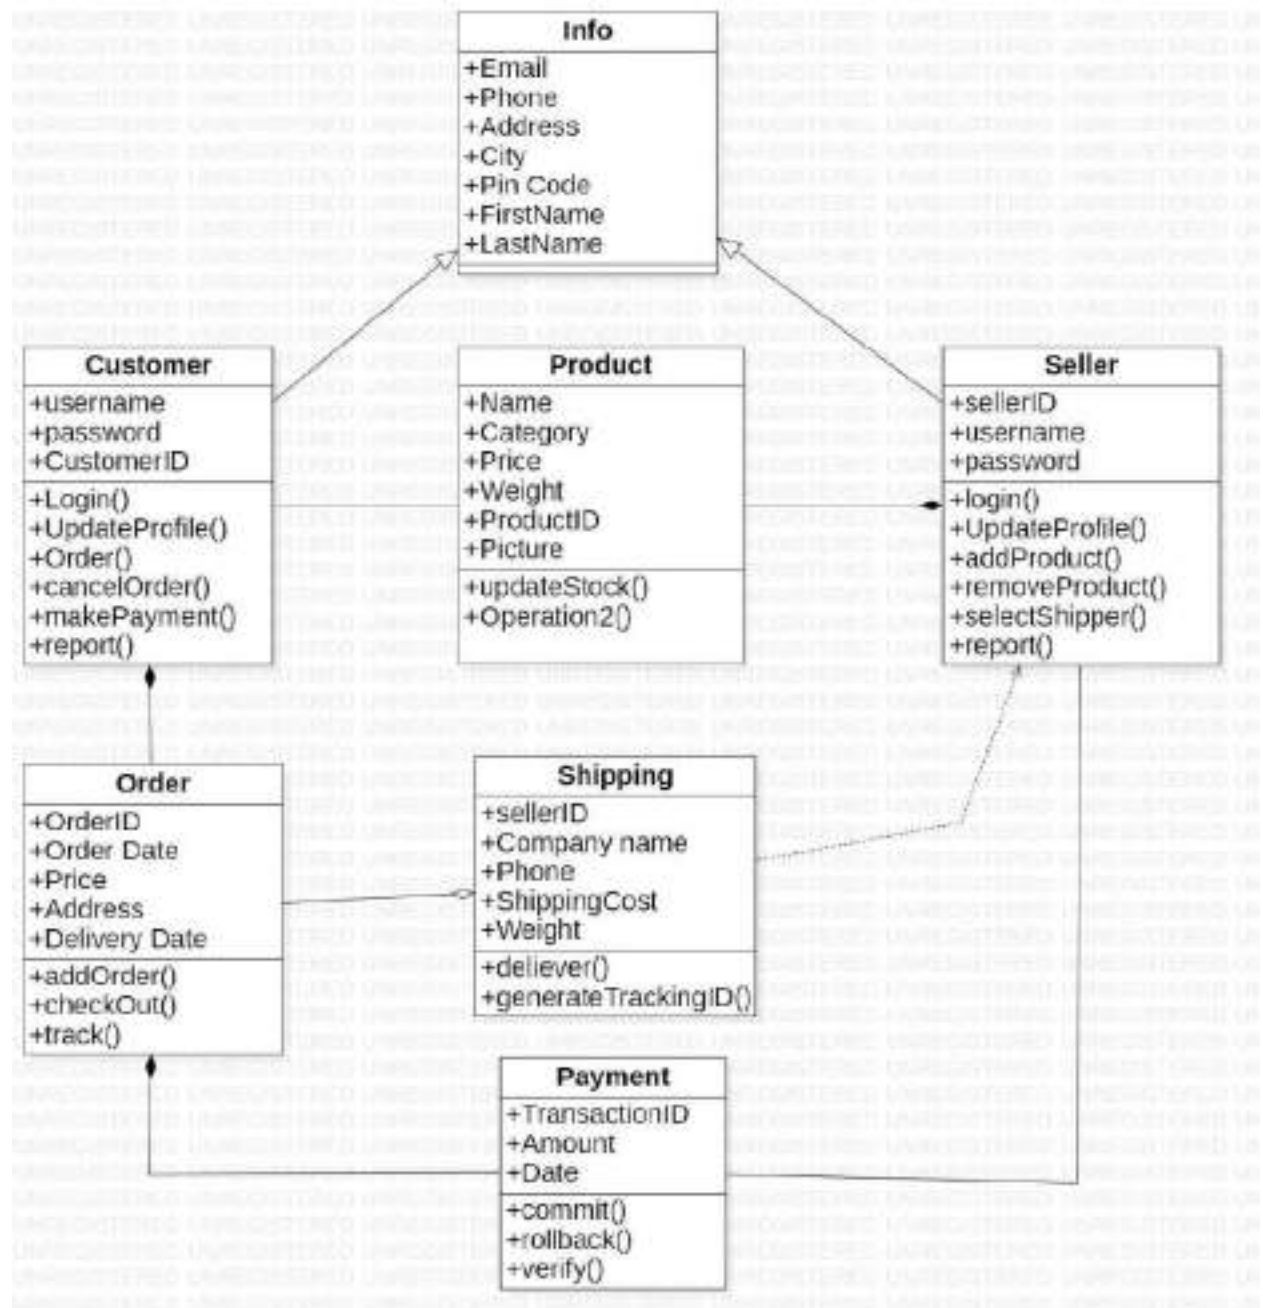 Info
+Email
+Phone
+Address
+City
+Pin Code
+FirstName
+LastName
Customer
+username
+password
+CustomerID
+Login()
+UpdateProfile()
+Order()
+cancelOrder()
+makePayment()
+report()
Product
+Name
+Category
+Price
+Weight
+ProductID
+Picture
+updateStock()
+Operation2()
Seller
+sellerID
+username
+password
+login()
+UpdateProfile()
+addProduct()
+removeProduct()
+selectShipper()
+report()
Order
+OrderID
+Order Date
+Price
+Address
+Delivery Date
+addOrder()
+checkOut()
+track()
Shipping
+sellerID
+Company name
+Phone
+ShippingCost
+Weight
+deliever()
+generateTrackingID()
Payment
+TransactionID
+Amount
+Date
+commit()
+rollback()
+verify()